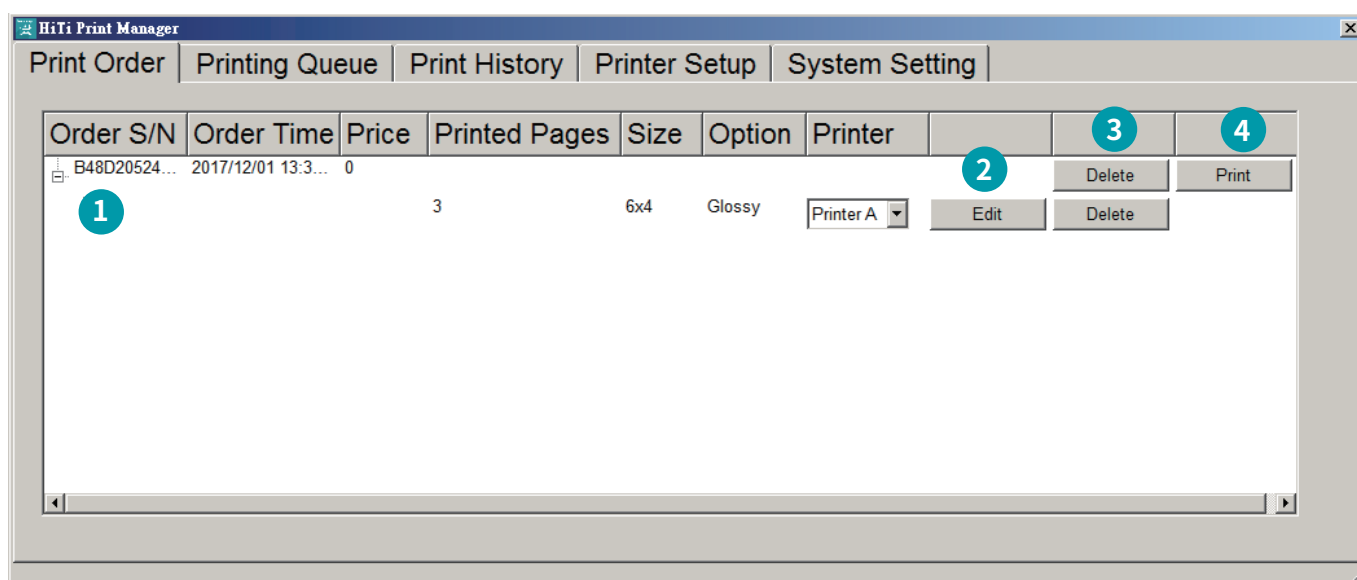 HiTi Print Manager
Print Order Printing Queue Print History Printer Setup System Setting
Order S/N Order Time Price Printed Pages Size Option Printer 3 4
B48D20524... 2017/12/01 13:3... 0 2 Delete Print
1 3 6x4 Glossy Printer A Edit Delete